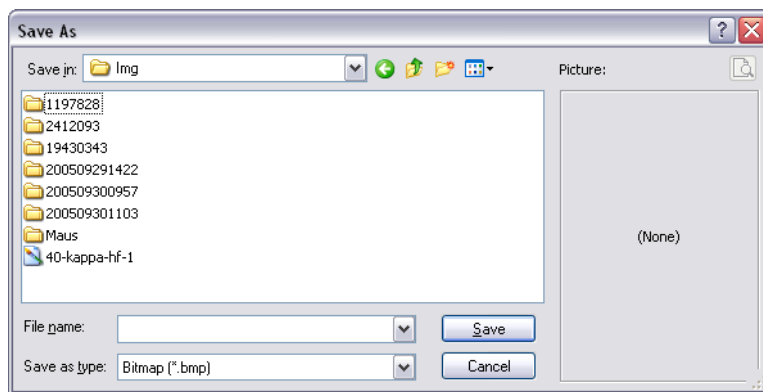 Save As
Save in: Img
Picture:
1197828
2412093
19430343
200509291422
200509300957
200509301103
Maus
40-kappa-hf-1
(None)
File name:
Save
Save as type: Bitmap (*.bmp)
Cancel